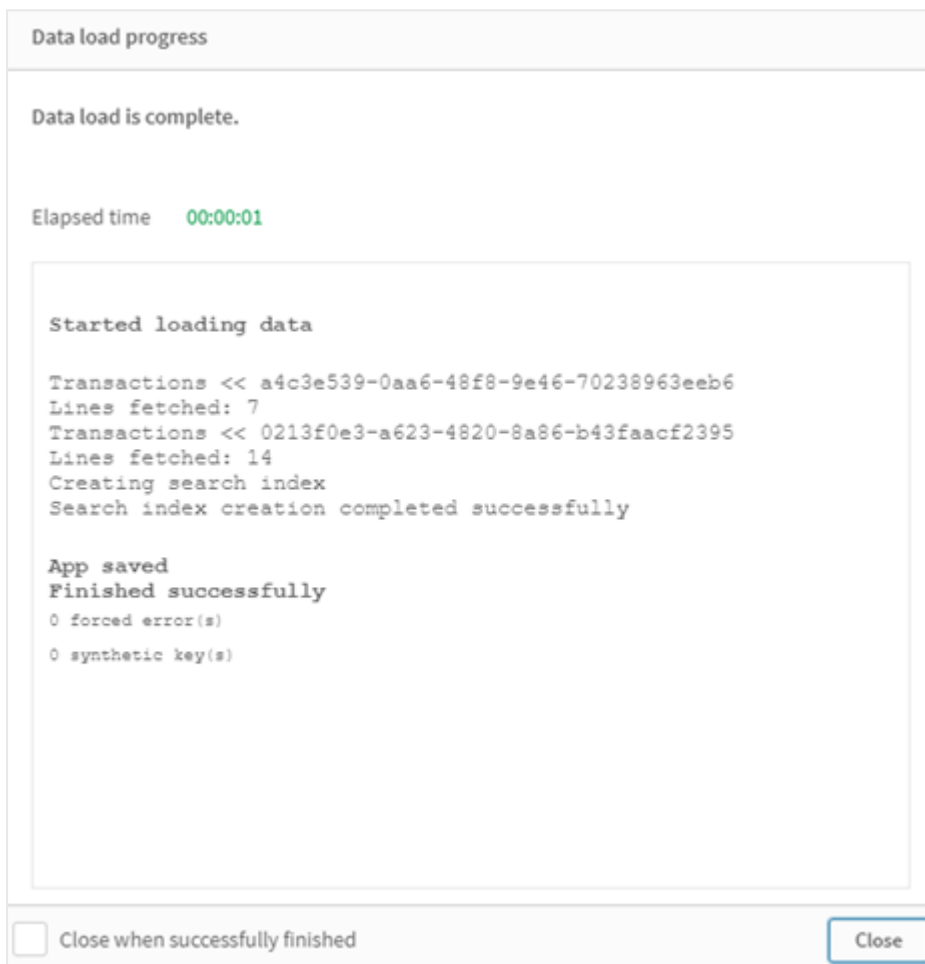 Data load progress
Data load is complete.
Elapsed time 00:00:01
Started loading data
Transactions << a4c3e539-0aa6-48f8-9e46-70238963eeb6
Lines fetched: 7
Transactions << 0213f0e3-a623-4820-8a86-b43faacf2395
Lines fetched: 14
Creating search index
Search index creation completed successfully
App saved
Finished successfully
0 forced error(s)
0 synthetic key(s)
Close when successfully finished Close